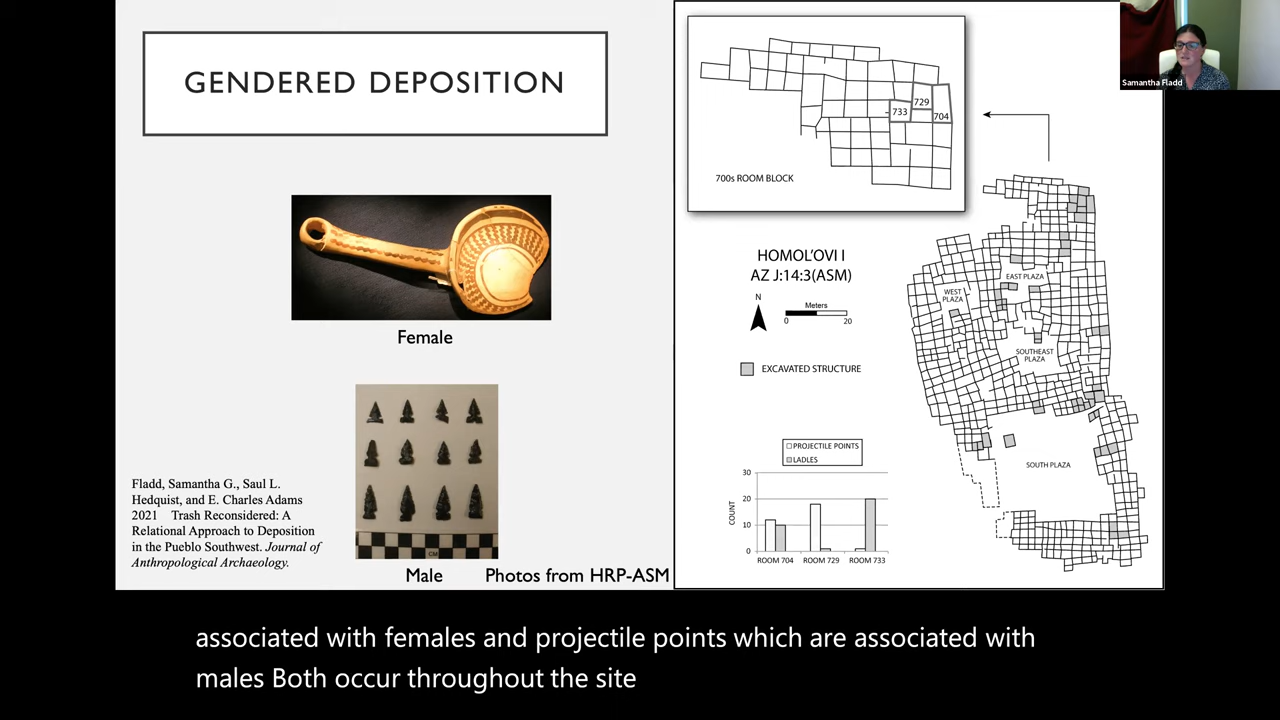 GENDERED DEPOSITION
Female
Fladd, Samantha G., Saul L.
Hedquist, and E. Charles Adams
2021 Trash Reconsidered: A
Relational Approach to Deposition
in the Pueblo Southwest. Journal of
Anthropological Archaeology.
CM
Male
Photos from HRP-ASM
733
729
704
700s ROOM BLOCK
HOMOL'OVI I
AZ J:14:3(ASM)
N
Meters
0
20
EXCAVATED STRUCTURE
WEST
PLAZA
EAST PLAZA
SOUTHEAST
PLAZA
SOUTH PLAZA
PROJECTILE POINTS
LADLES
COUNT
30
20
10
0
ROOM 704
ROOM 729
ROOM 733
Samantha Fladd
associated with females and projectile points which are associated with
males Both occur throughout the site